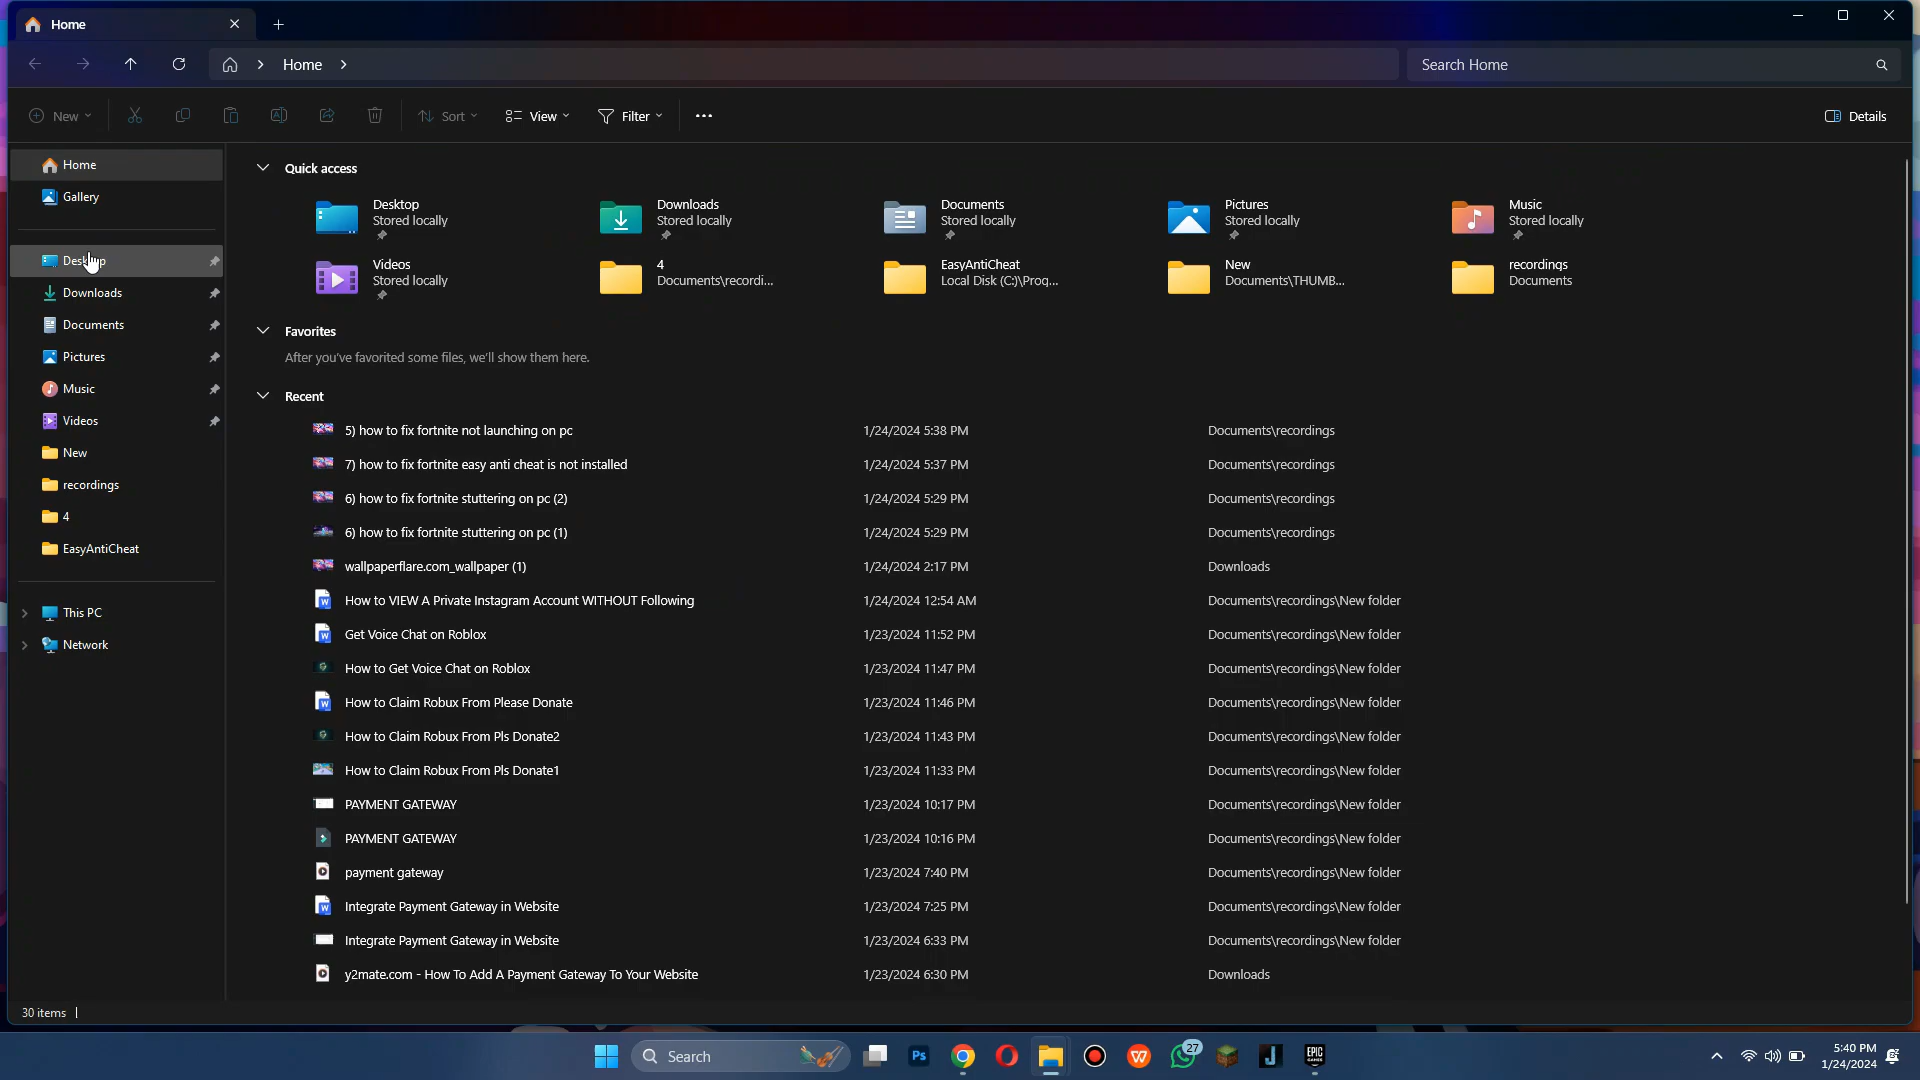 Home
Home
Search Home
New
Sort
View
Filter
Details
Home
Gallery
Desktop
Downloads
Documents
Pictures
Music
Videos
New
recordings
4
EasyAntiCheat
This PC
Network
Quick access
Desktop
Stored locally
Downloads
Stored locally
Documents
Stored locally
Pictures
Stored locally
Music
Stored locally
Videos
Stored locally
4
Documents\recordi...
EasyAntiCheat
Local Disk (C:)\Prog...
New
Documents\THUMB...
recordings
Documents
Favorites
After you've favorited some files, we'll show them here.
Recent
5) how to fix fortnite not launching on pc 1/24/2024 5:38 PM Documents\recordings
7) how to fix fortnite easy anti cheat is not installed 1/24/2024 5:37 PM Documents\recordings
6) how to fix fortnite stuttering on pc (2) 1/24/2024 5:29 PM Documents\recordings
6) how to fix fortnite stuttering on pc (1) 1/24/2024 5:29 PM Documents\recordings
wallpaperflare.com_wallpaper (1) 1/24/2024 2:17 PM Downloads
How to VIEW A Private Instagram Account WITHOUT Following 1/24/2024 12:54 AM Documents\recordings\New folder
Get Voice Chat on Roblox 1/23/2024 11:52 PM Documents\recordings\New folder
How to Get Voice Chat on Roblox 1/23/2024 11:47 PM Documents\recordings\New folder
How to Claim Robux From Please Donate 1/23/2024 11:46 PM Documents\recordings\New folder
How to Claim Robux From Pls Donate2 1/23/2024 11:43 PM Documents\recordings\New folder
How to Claim Robux From Pls Donate1 1/23/2024 11:33 PM Documents\recordings\New folder
PAYMENT GATEWAY 1/23/2024 10:17 PM Documents\recordings\New folder
PAYMENT GATEWAY 1/23/2024 10:16 PM Documents\recordings\New folder
payment gateway 1/23/2024 7:40 PM Documents\recordings\New folder
Integrate Payment Gateway in Website 1/23/2024 7:25 PM Documents\recordings\New folder
Integrate Payment Gateway in Website 1/23/2024 6:33 PM Documents\recordings\New folder
y2mate.com - How To Add A Payment Gateway To Your Website 1/23/2024 6:30 PM Downloads
30 items
Search
Ps
27
EPIC
GAMES
5:40 PM
1/24/2024